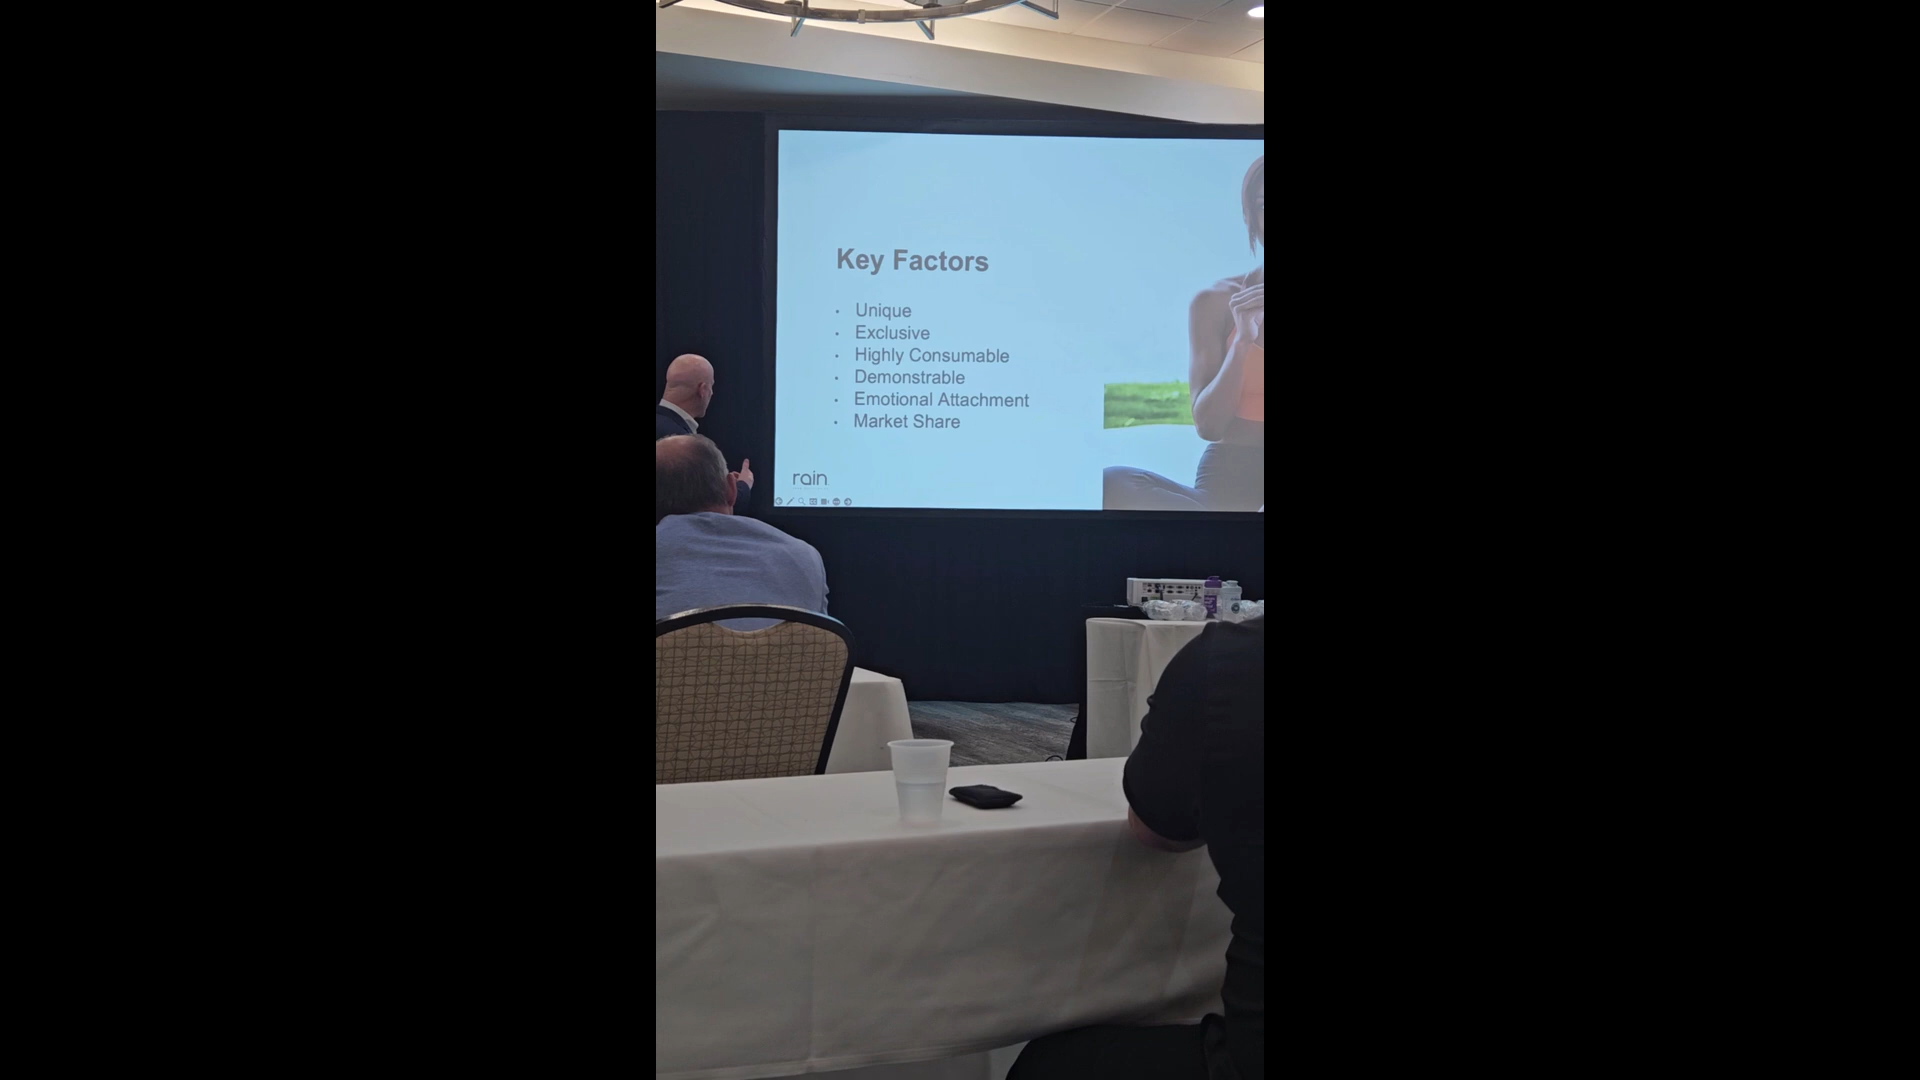 Key Factors
Unique
Exclusive
Highly Consumable
Demonstrable
Emotional Attachment
Market Share
rain